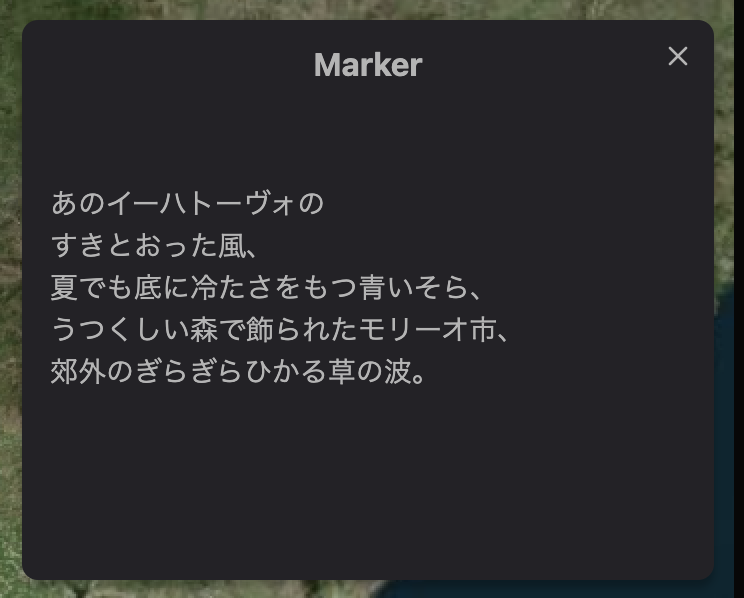 Marker
あのイーハトーヴォの
すきとおった風、
夏でも底に冷たさをもつ青いそら、
うつくしい森で飾られたモリーオ市、
郊外のぎらぎらひかる草の波。